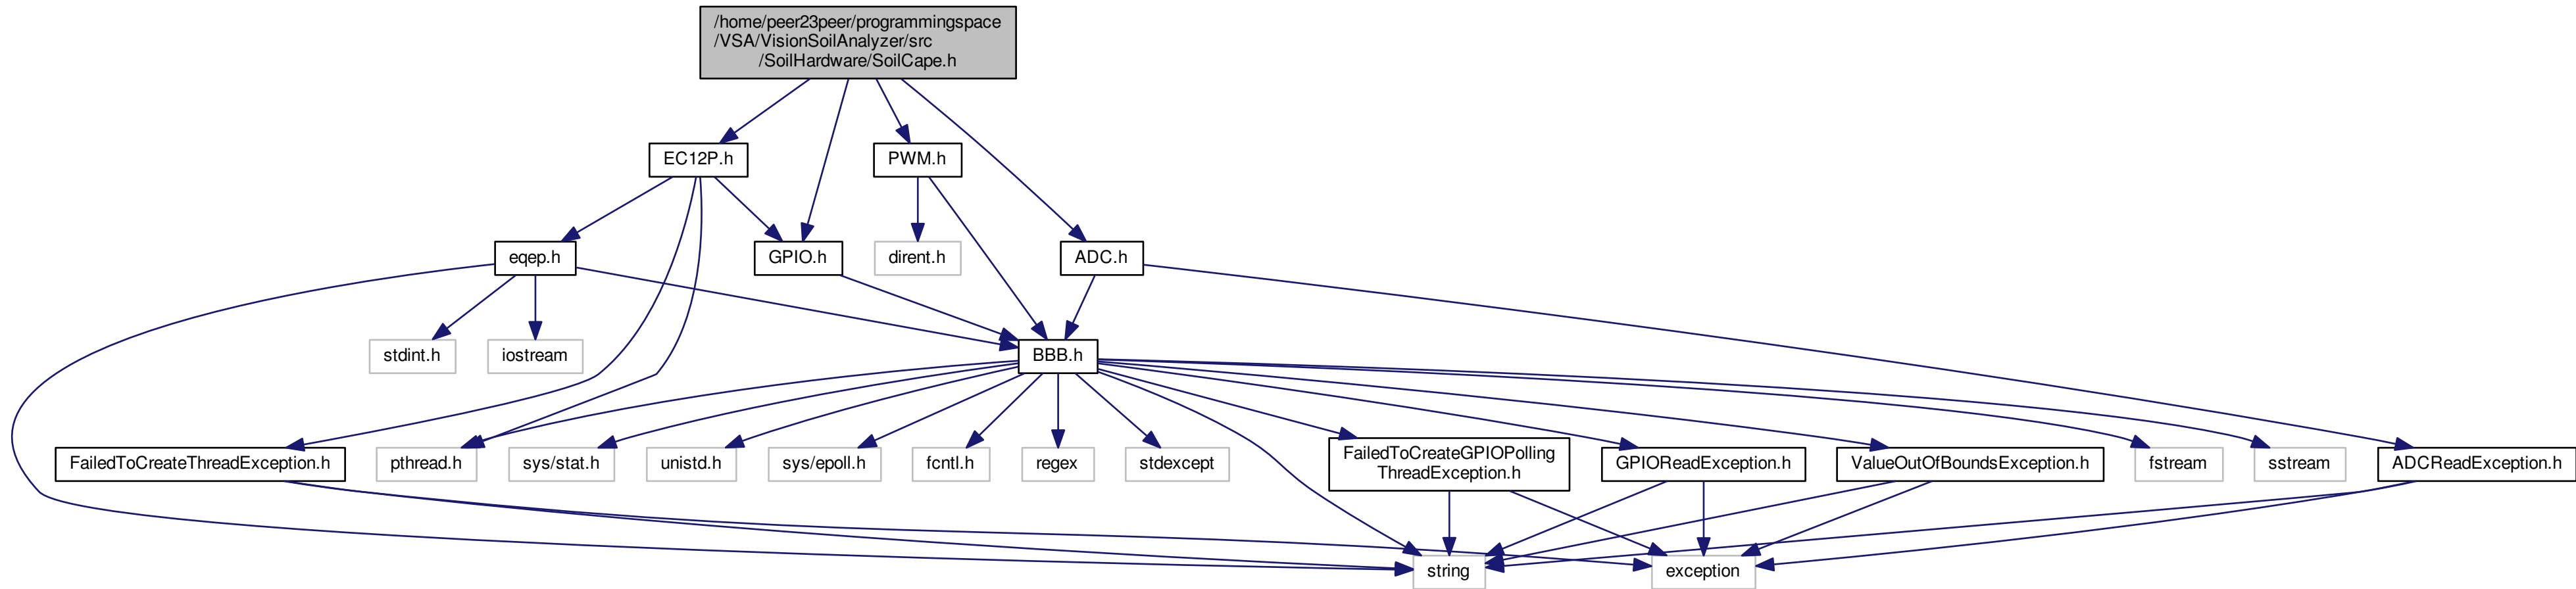 /home/peer23peer/programmingspace
/VSA/VisionSoilAnalyzer/src
/SoilHardware/SoilCape.h
EC12P.h
PWM.h
eqep.h
GPIO.h
dirent.h
ADC.h
stdint.h
iostream
BBB.h
FailedToCreateThreadException.h
pthread.h
sys/stat.h
unistd.h
sys/epoll.h
fcntl.h
regex
stdexcept
FailedToCreateGPIOPolling
ThreadException.h
GPIOReadException.h
ValueOutOfBoundsException.h
fstream
sstream
ADCReadException.h
string
exception